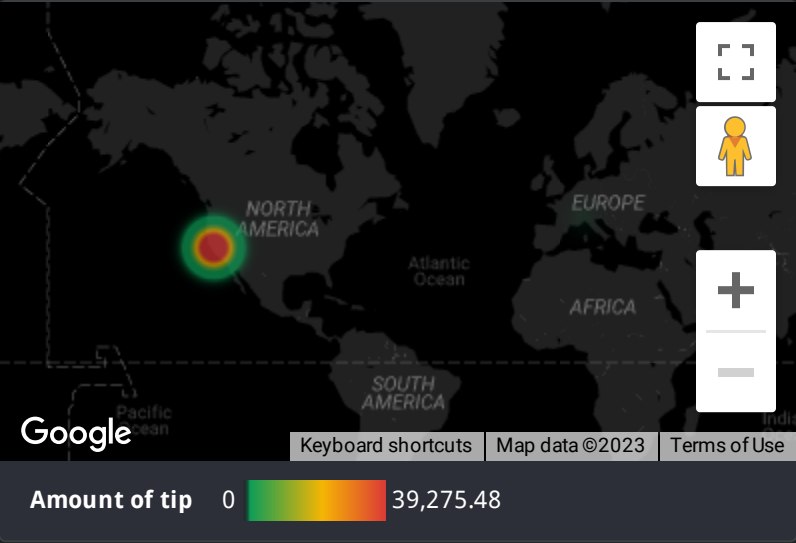 NORTH
AMERICA
EUROPE
Atlantic
Ocean
AFRICA
SOUTH
AMERICA
Pacific
Ocean
Google
Keyboard shortcuts
Map data ©2023
Terms of Use
Amount of tip
0
39,275.48